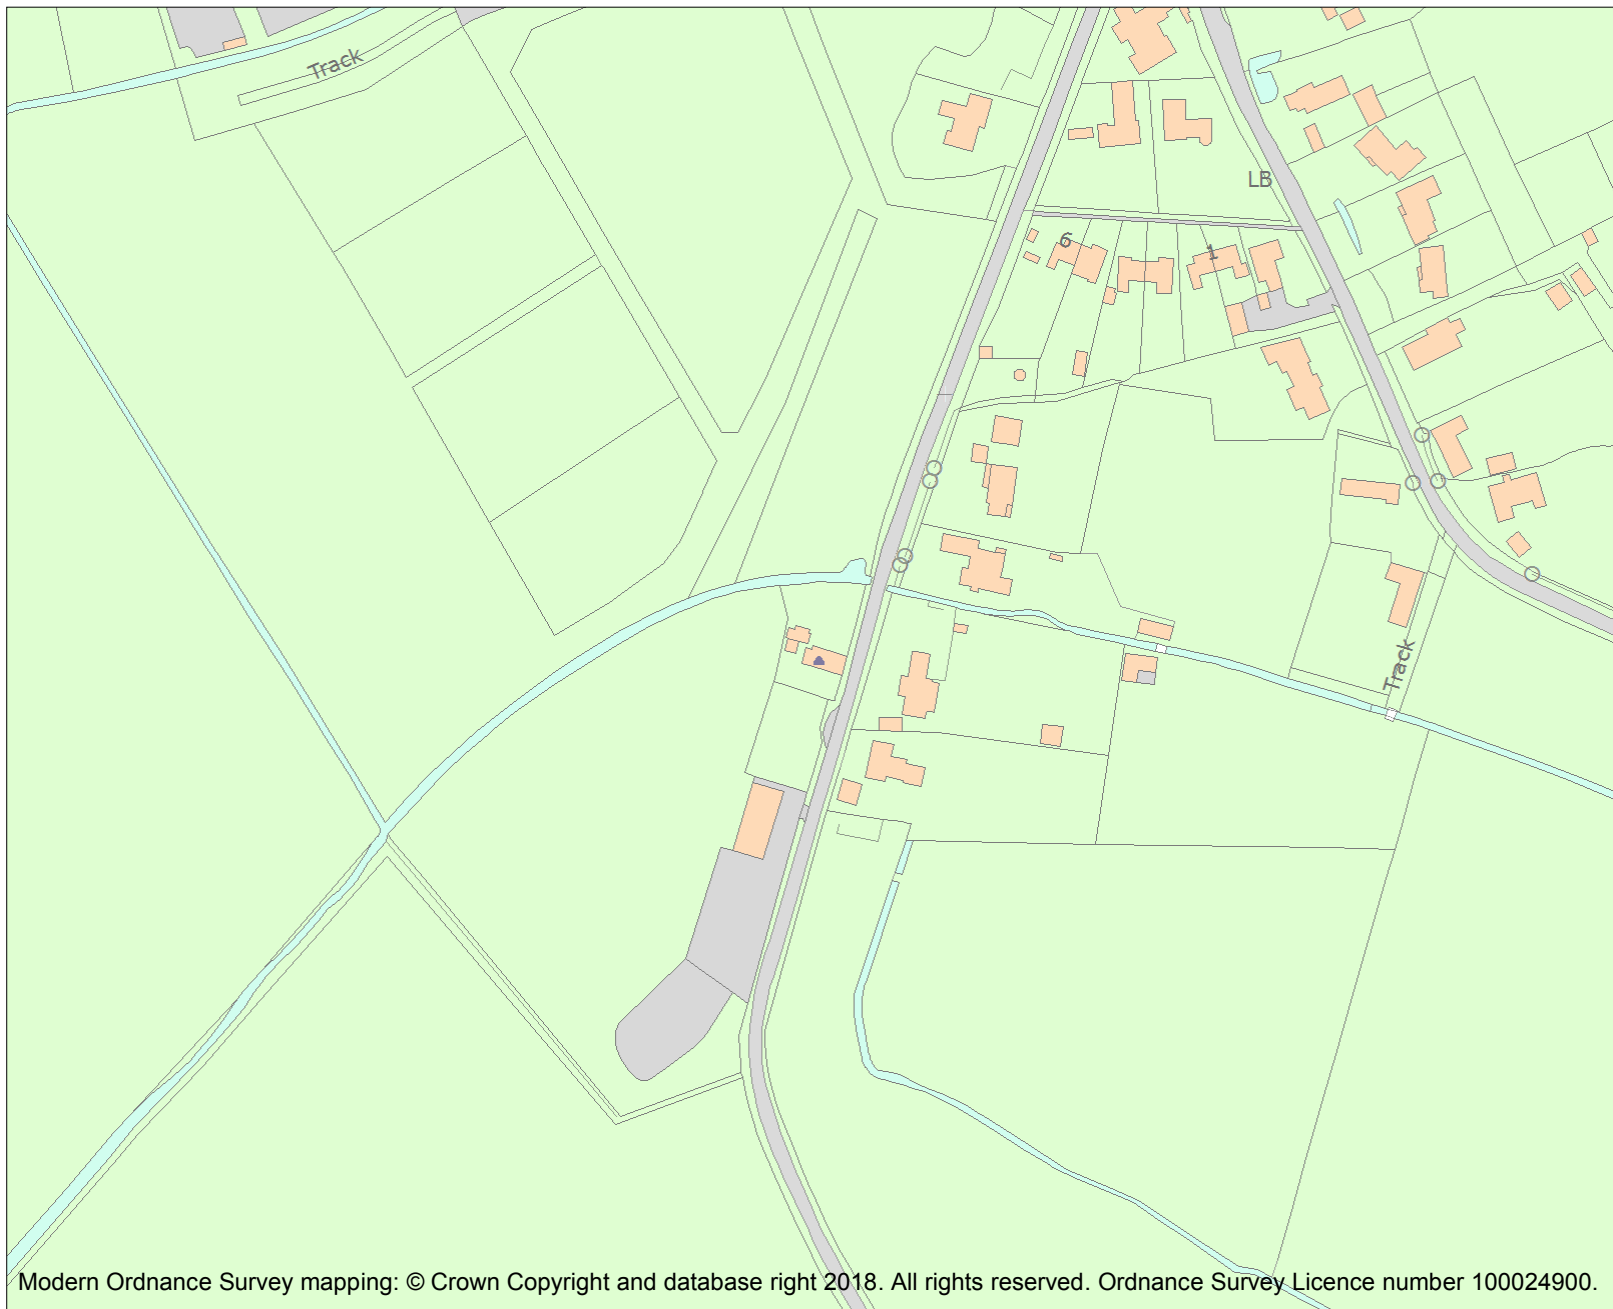 Track
LB
6
1
Track
Modern Ordnance Survey mapping: © Crown Copyright and database right 2018. All rights reserved. Ordnance Survey Licence number 100024900.